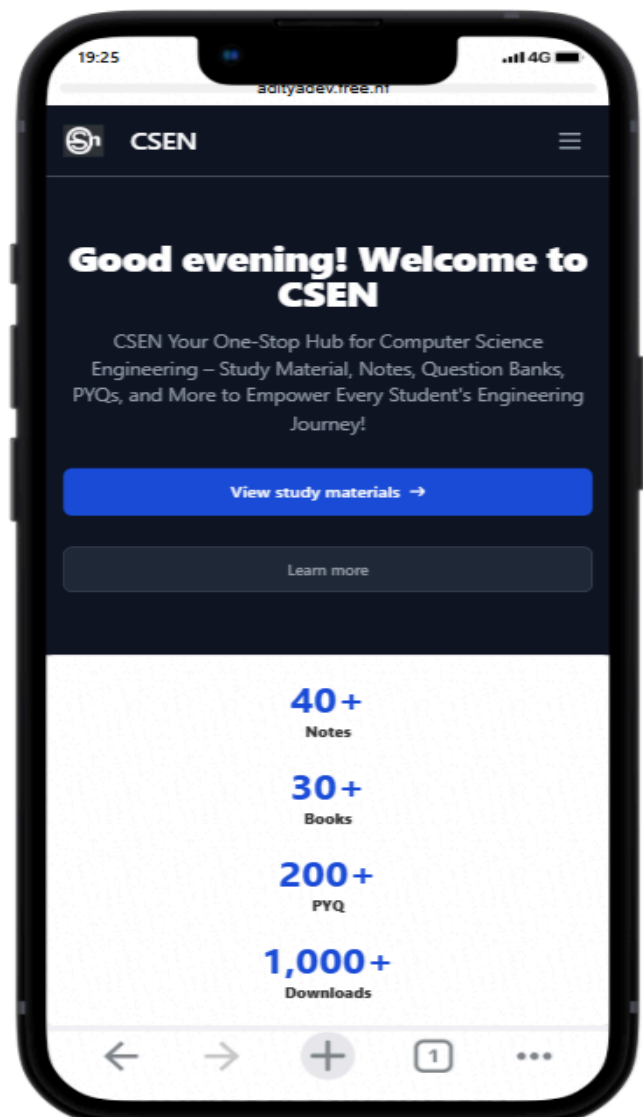 19:25
4G
adityadev.free.nf
CSEN
Good evening! Welcome to
CSEN
CSEN Your One-Stop Hub for Computer Science
Engineering – Study Material, Notes, Question Banks,
PYQs, and More to Empower Every Student's Engineering
Journey!
View study materials →
Learn more
40+
Notes
30+
Books
200+
PYQ
1,000+
Downloads
1